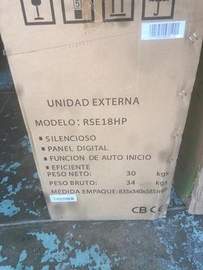 UNIDAD EXTERNA
MODELO: RSE18HP
SILENCIOSO
PANEL DIGITAL
FUNCION DE AUTO INICIO
EFICIENTE
PESO NETO: 30 kgs
PESO BRUTO: 34 kgs
MEDIDA EMPAQUE:
CB CE